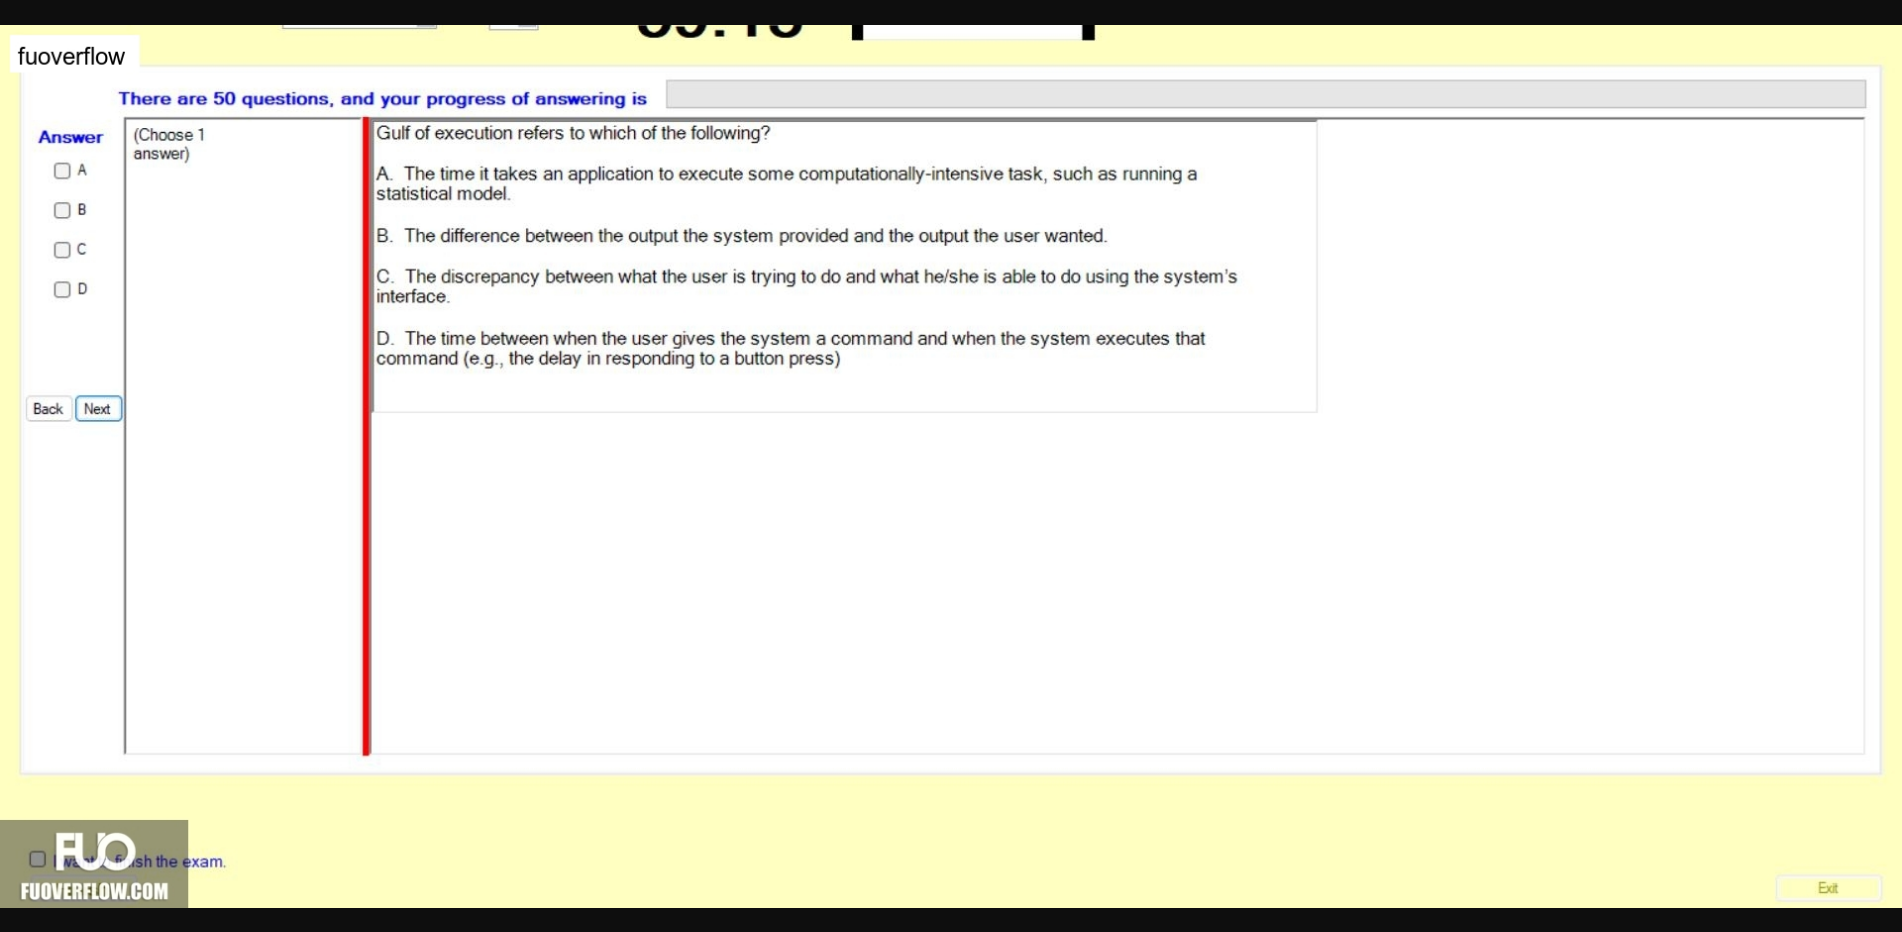 fuoverflow
There are 50 questions, and your progress of answering is
Answer
(Choose 1
answer)
A
B
C
D
Back
Next
Gulf of execution refers to which of the following?
A. The time it takes an application to execute some computationally-intensive task, such as running a
statistical model.
B. The difference between the output the system provided and the output the user wanted.
C. The discrepancy between what the user is trying to do and what he/she is able to do using the system's
interface.
D. The time between when the user gives the system a command and when the system executes that
command (e.g., the delay in responding to a button press)
FUO
I want finish the exam.
FUOVERFLOW.COM
Exit